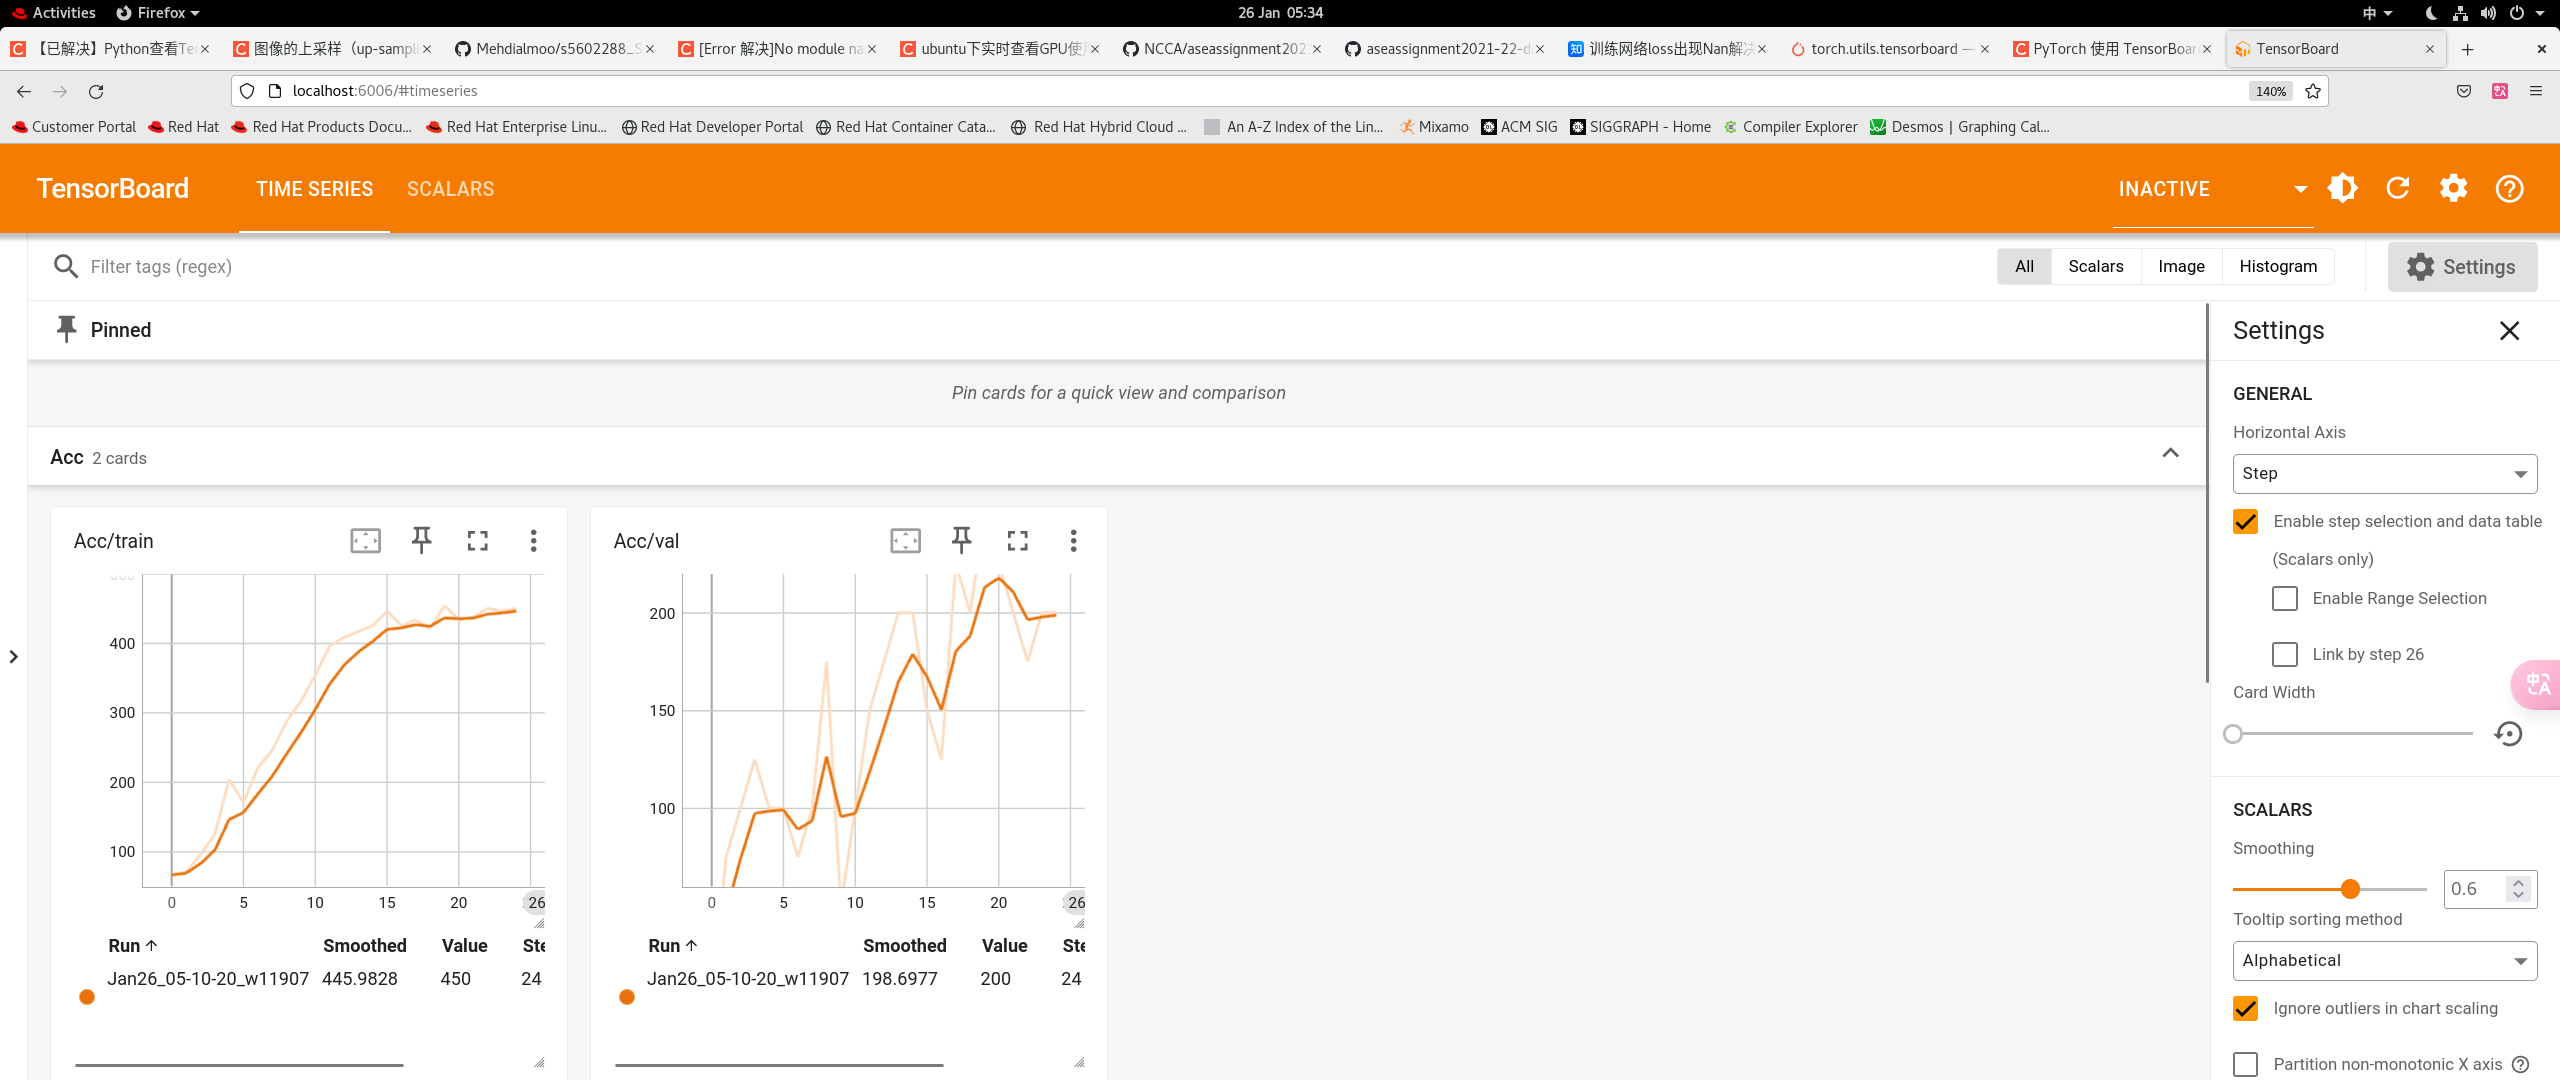 Activities Firefox 26 Jan 05:34 中
【已解决】Python查看Te 图像的上采样（up-sampli Mehdialmoo/s5602288_S [Error 解决]No module na ubuntu下实时查看GPU使 NCCA/aseassignment202 aseassignment2021-22-d 训练网络loss出现Nan解决 torch.utils.tensorboard — PyTorch 使用 TensorBoar TensorBoard
localhost:6006/#timeseries 140%
Customer Portal Red Hat Red Hat Products Docu... Red Hat Enterprise Linu... Red Hat Developer Portal Red Hat Container Cata... Red Hat Hybrid Cloud ... An A-Z Index of the Lin... Mixamo ACM SIG SIGGRAPH - Home Compiler Explorer Desmos | Graphing Cal...
TensorBoard TIME SERIES SCALARS INACTIVE
Filter tags (regex) All Scalars Image Histogram Settings
Pinned
Pin cards for a quick view and comparison
Acc 2 cards
Acc/train
500
400
300
200
100
0 5 10 15 20 26
Run Smoothed Value Ste
Jan26_05-10-20_w11907 445.9828 450 24
Acc/val
200
150
100
0 5 10 15 20 26
Run Smoothed Value Ste
Jan26_05-10-20_w11907 198.6977 200 24
Settings
GENERAL
Horizontal Axis
Step
Enable step selection and data table
(Scalars only)
Enable Range Selection
Link by step 26
Card Width
SCALARS
Smoothing
0.6
Tooltip sorting method
Alphabetical
Ignore outliers in chart scaling
Partition non-monotonic X axis